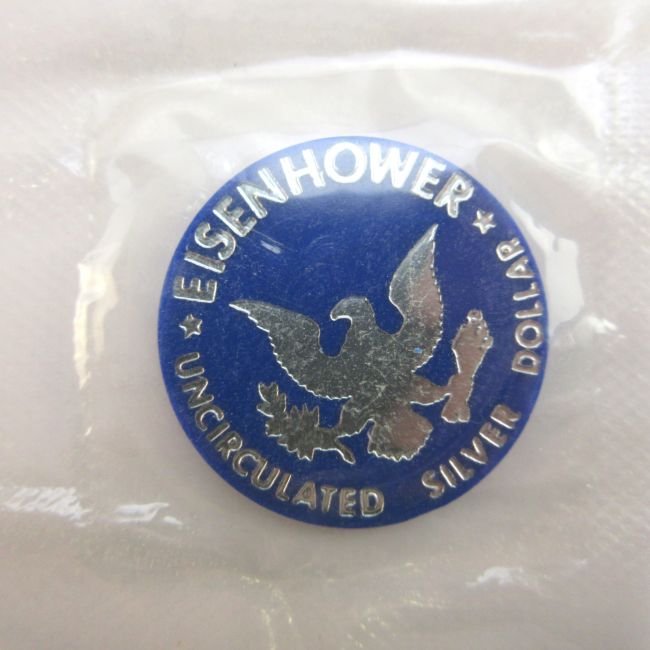 EISENHOWER
UNCIRCULATED SILVER DOLLAR